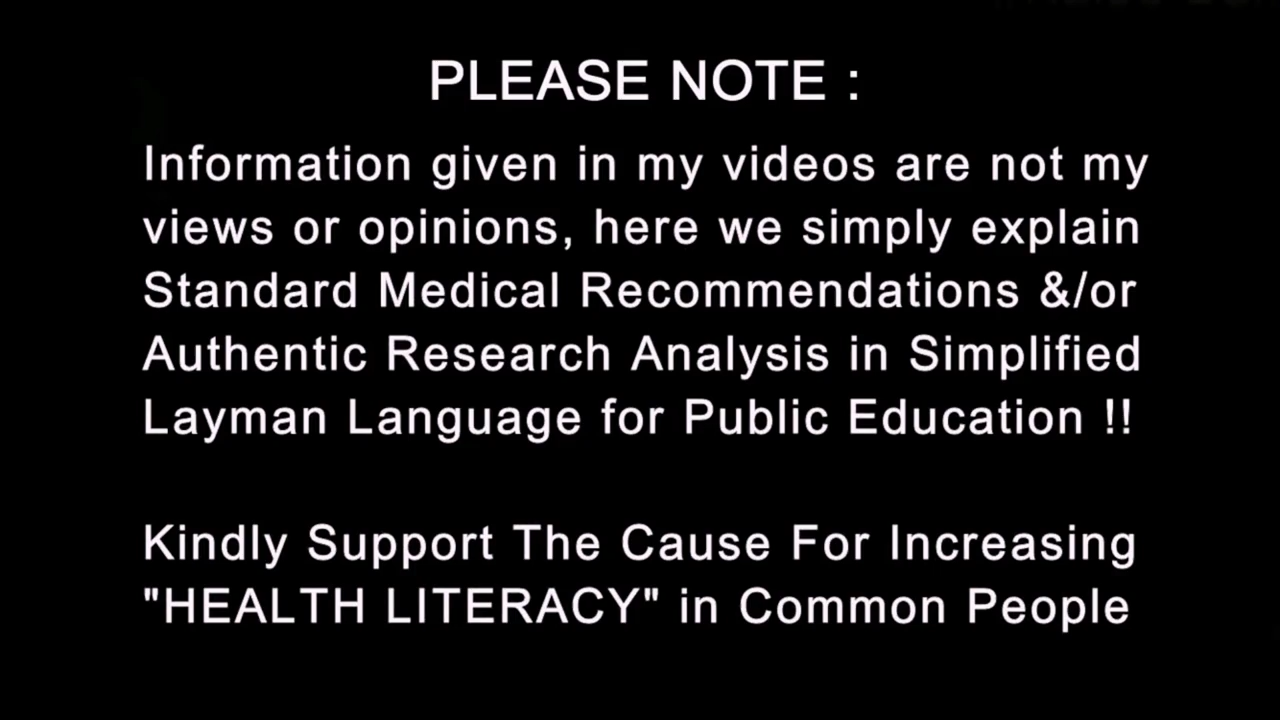 PLEASE NOTE :
Information given in my videos are not my
views or opinions, here we simply explain
Standard Medical Recommendations &/or
Authentic Research Analysis in Simplified
Layman Language for Public Education !!
Kindly Support The Cause For Increasing
"HEALTH LITERACY" in Common People